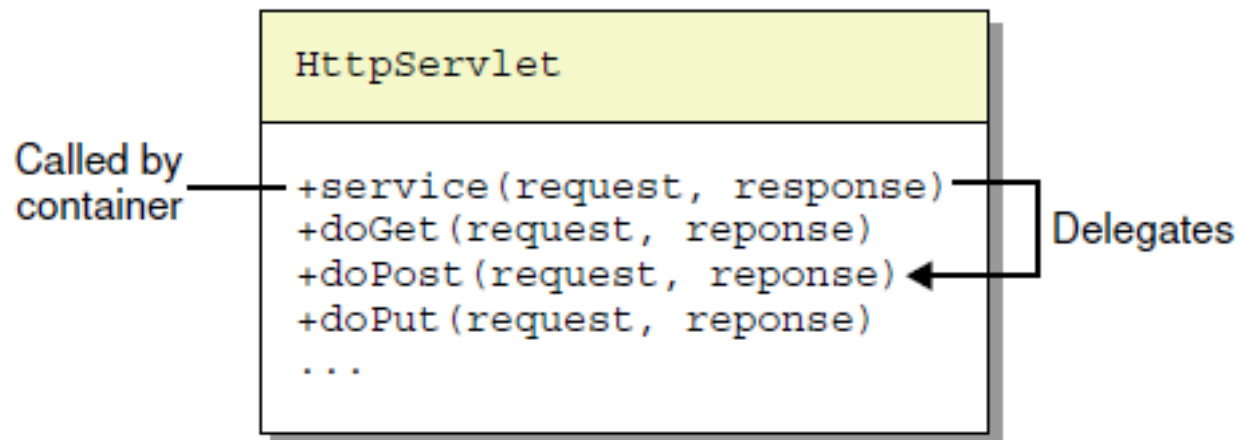 HttpServlet
Called by
container
+service(request, response)
+doGet(request, reponse)
+doPost(request, reponse)
+doPut(request, reponse)
...
Delegates